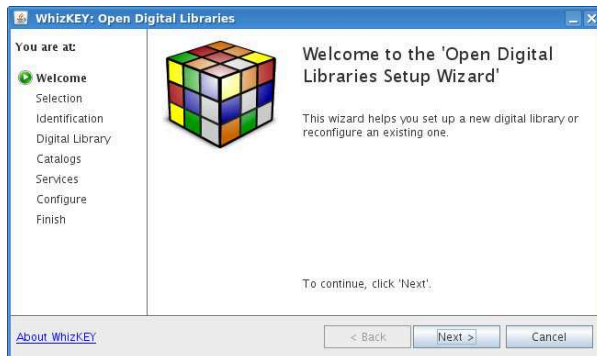 WhizKEY: Open Digital Libraries
You are at:
Welcome
Selection
Identification
Digital Library
Catalogs
Services
Configure
Finish
Welcome to the 'Open Digital
Libraries Setup Wizard'
This wizard helps you set up a new digital library or
reconfigure an existing one.
To continue, click 'Next'.
About WhizKEY
< Back
Next >
Cancel